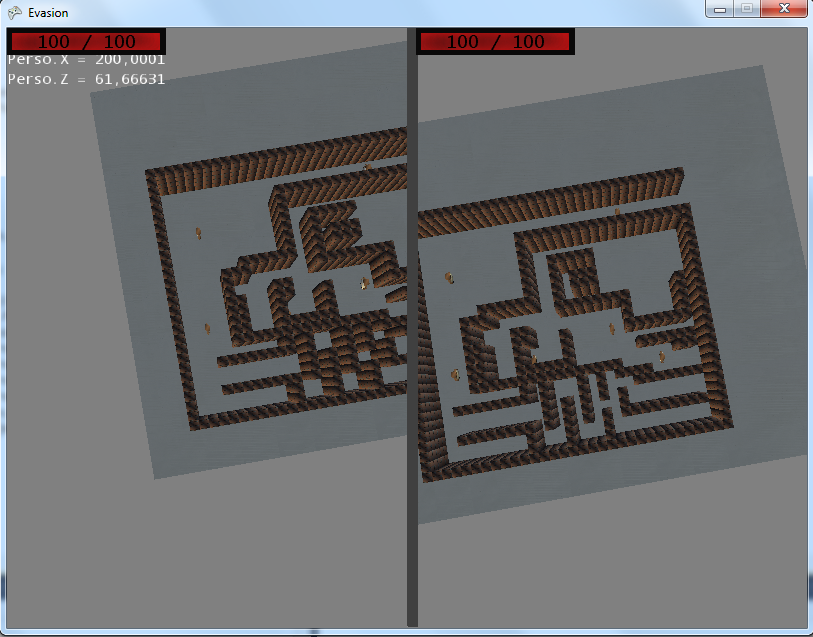 Evasion
100 / 100
100 / 100
Perso.X = 200,0001
Perso.Z = 61,66631